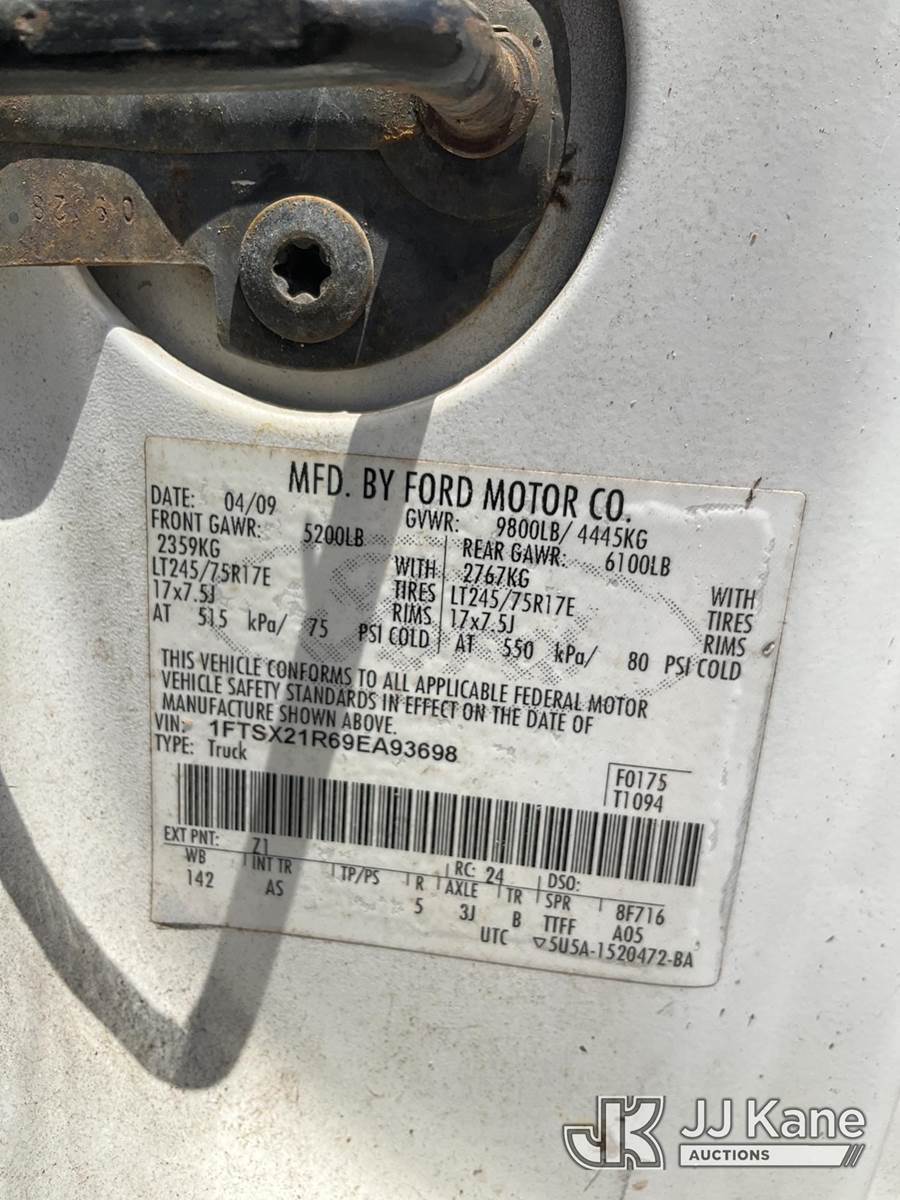 MFD. BY FORD MOTOR CO.
DATE: 04/09 GVWR: 9800LB/ 4445KG
FRONT GAWR: 5200LB REAR GAWR: 6100LB
2359KG WITH 2767KG WITH
LT245/75R17E TIRES LT245/75R17E TIRES
17x7.5J RIMS 17x7.5J RIMS
AT 515 kPa/ 75 PSI COLD AT 550 kPa/ 80 PSI COLD
THIS VEHICLE CONFORMS TO ALL APPLICABLE FEDERAL MOTOR
VEHICLE SAFETY STANDARDS IN EFFECT ON THE DATE OF
MANUFACTURE SHOWN ABOVE.
VIN: 1FTSX21R69EA93698
TYPE: Truck
F0175
T1094
EXT PNT: Z1 RC: 24 DSO:
WB INT TR TP/PS R AXLE TR SPR 8F716
142 AS 5 3J B TTFF A05
UTC ▽5U5A-1520472-BA
JK JJ Kane
AUCTIONS